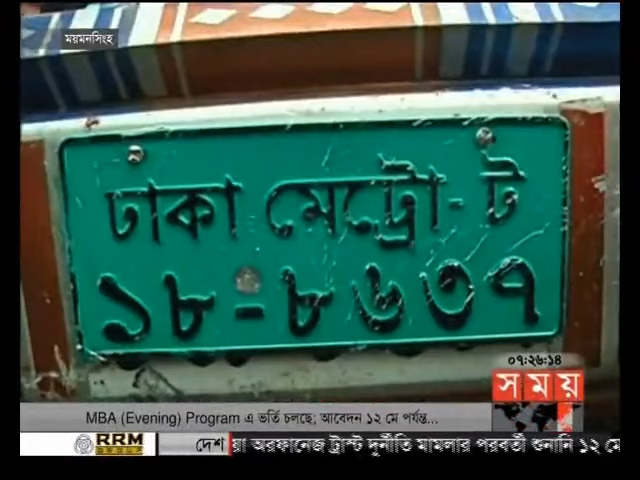 ময়মনসিংহ
ঢাকা মেট্রো-ট
১৮-৮৬৩৭
০৭:২৬:১৪
সময়
MBA (Evening) Program এ ভর্তি চলছে; আবেদন ১২ মে পর্যন্ত...
RRM
দেশ য়া অরফানেজ ট্রাস্ট দুর্নীতি মামলার পরবর্তী শুনানি ১২ মে